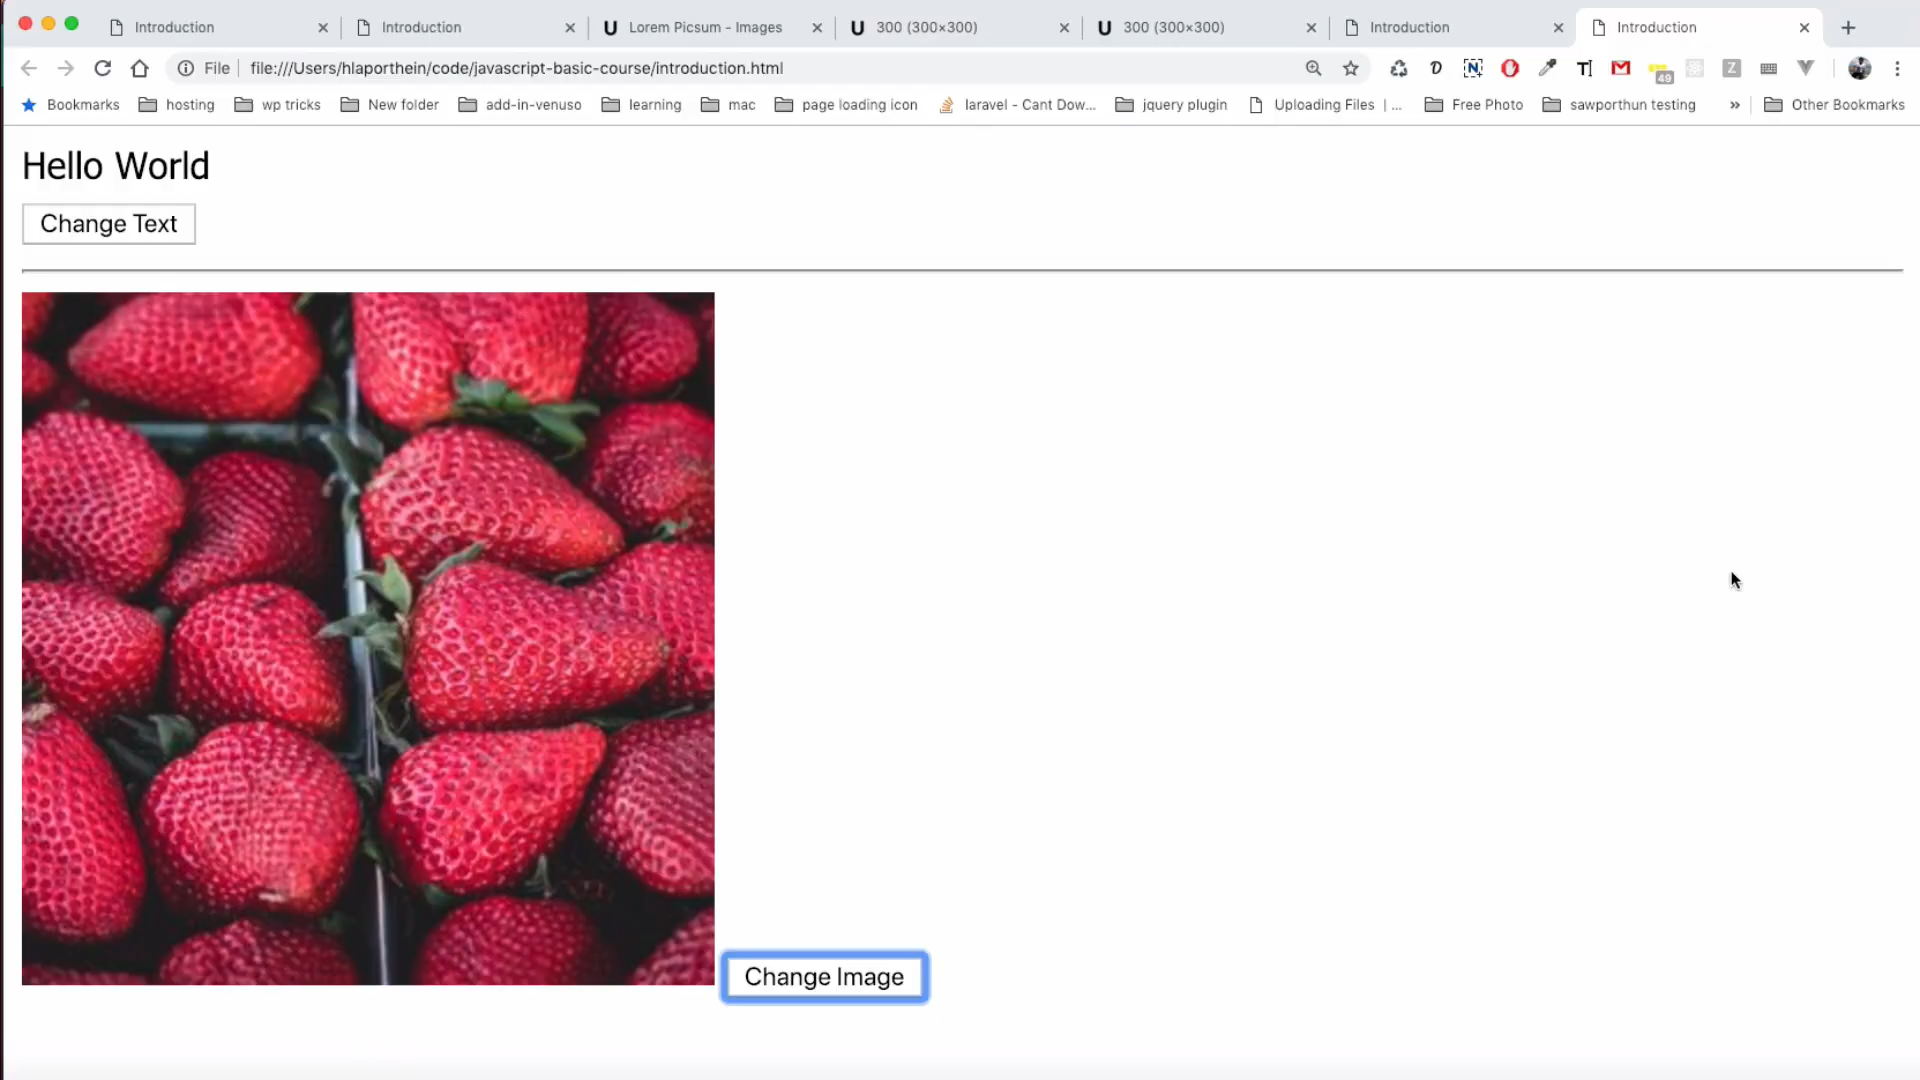 Introduction
Introduction
Lorem Picsum - Images
300 (300×300)
300 (300×300)
Introduction
Introduction
File
file:///Users/hlaporthein/code/javascript-basic-course/introduction.html
49
Bookmarks
hosting
wp tricks
New folder
add-in-venuso
learning
mac
page loading icon
laravel - Cant Dow...
jquery plugin
Uploading Files | ...
Free Photo
sawporthun testing
»
Other Bookmarks
Hello World
Change Text
Change Image